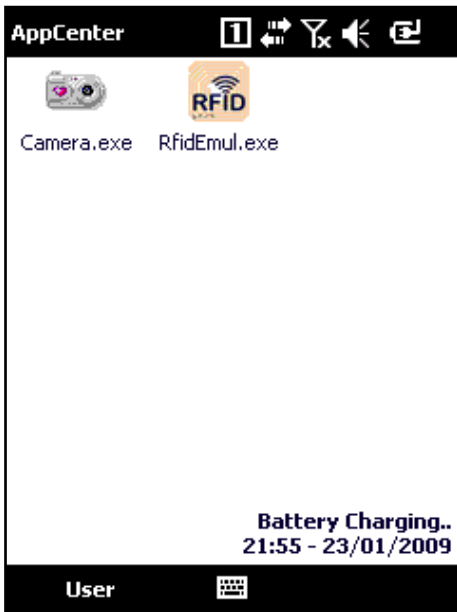 AppCenter 1
RFID
Camera.exe RfidEmul.exe
Battery Charging..
21:55 - 23/01/2009
User